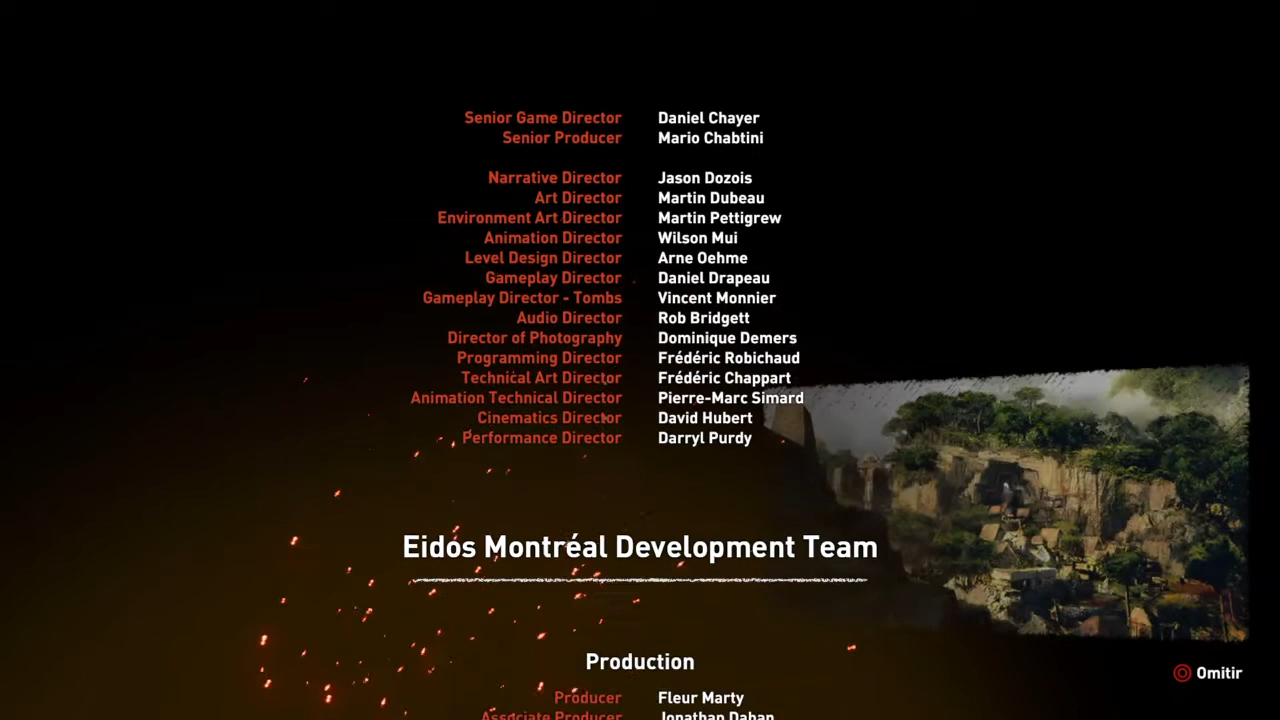 Senior Game Director Daniel Chayer
Senior Producer Mario Chabtini
Narrative Director Jason Dozois
Art Director Martin Dubeau
Environment Art Director Martin Pettigrew
Animation Director Wilson Mui
Level Design Director Arne Oehme
Gameplay Director Daniel Drapeau
Gameplay Director - Tombs Vincent Monnier
Audio Director Rob Bridgett
Director of Photography Dominique Demers
Programming Director Frédéric Robichaud
Technical Art Director Frédéric Chappart
Animation Technical Director Pierre-Marc Simard
Cinematics Director David Hubert
Performance Director Darryl Purdy
Eidos Montréal Development Team
Production
Producer Fleur Marty
Associate Producer Jonathan Dahan
Omitir